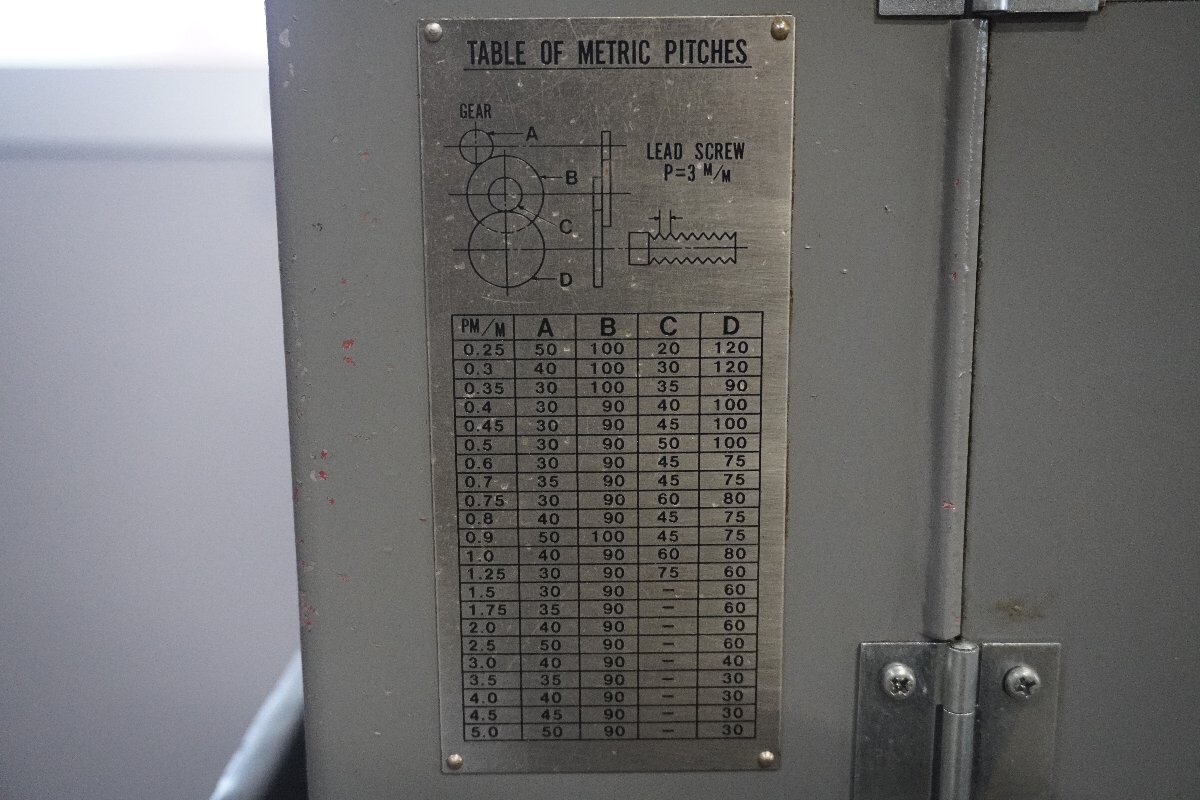 TABLE OF METRIC PITCHES
GEAR
A
LEAD SCREW
P=3 M/M
B
C
D
PM/M A B C D
0.25 50 100 20 120
0.3 40 100 30 120
0.35 30 100 35 90
0.4 30 90 40 100
0.45 30 90 45 100
0.5 30 90 50 100
0.6 30 90 45 75
0.7 35 90 45 75
0.75 30 90 60 80
0.8 40 90 45 75
0.9 50 100 45 75
1.0 40 90 60 80
1.25 30 90 75 60
1.5 30 90 – 60
1.75 35 90 – 60
2.0 40 90 – 60
2.5 50 90 – 60
3.0 40 90 – 40
3.5 35 90 – 30
4.0 40 90 – 30
4.5 45 90 – 30
5.0 50 90 – 30